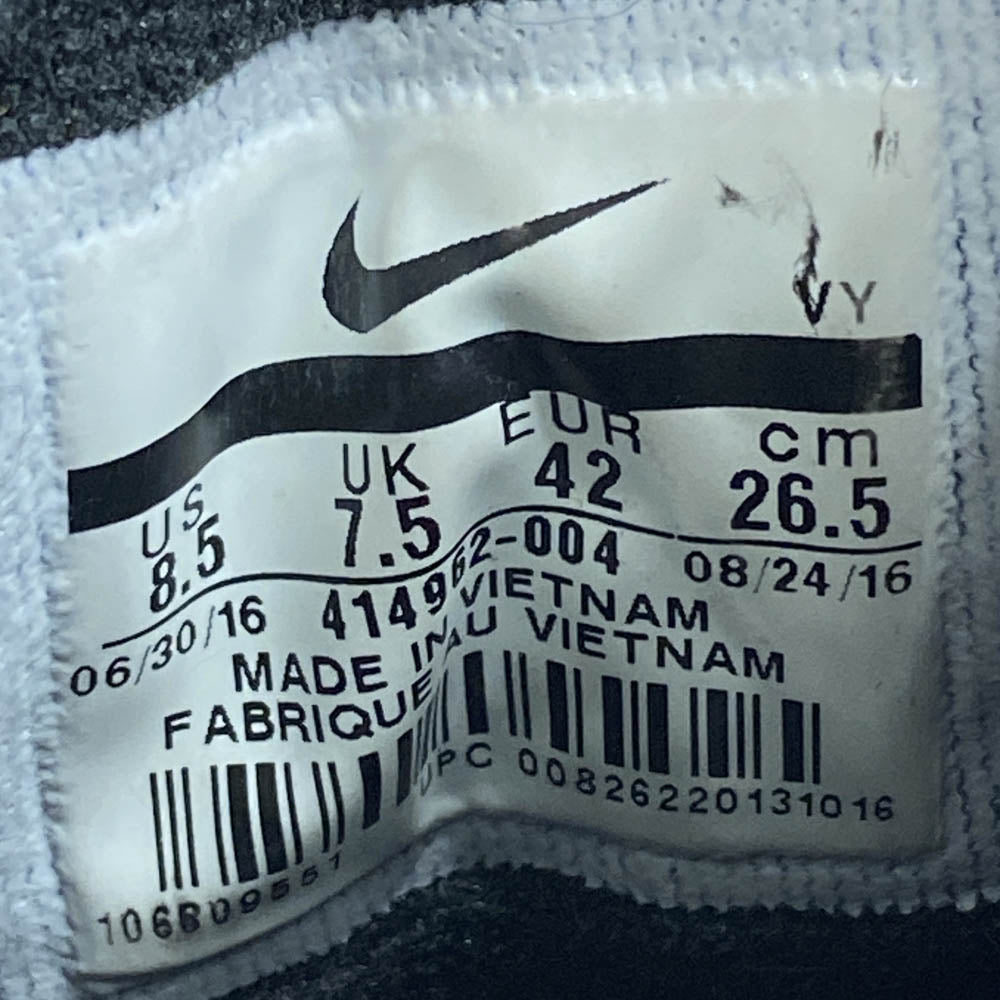 VY
US UK EUR cm
8.5 7.5 42 26.5
06/30/16 414962-004 08/24/16
MADE IN VIETNAM
FABRIQUE AU VIETNAM
UPC 00826220131016